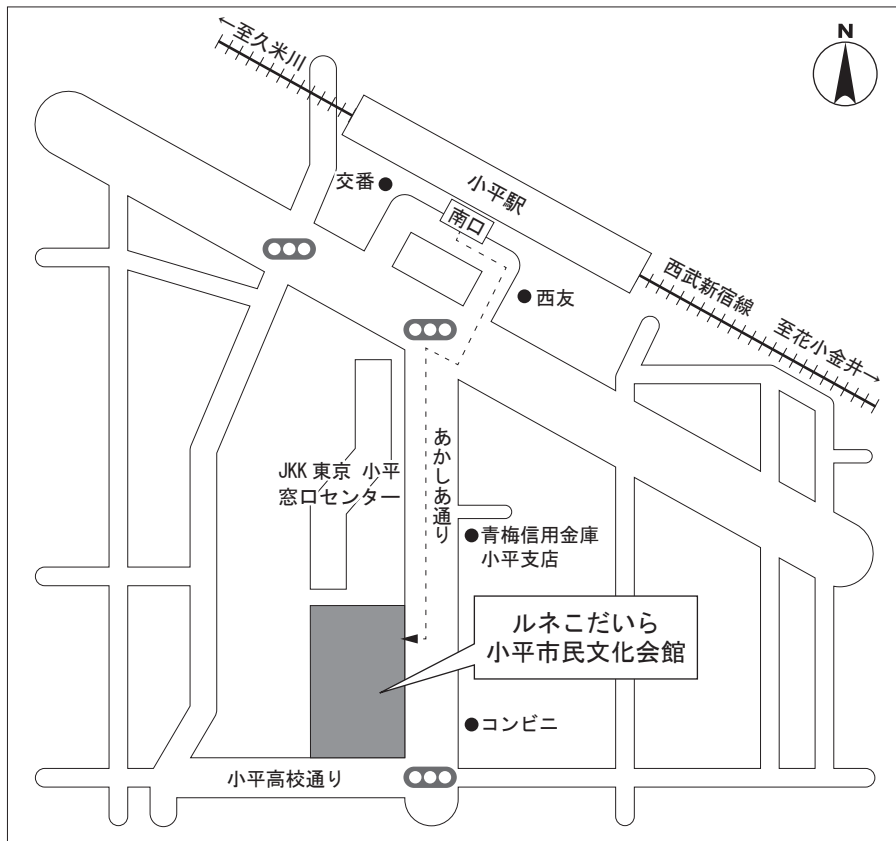 ←至久米川
N
小平駅
交番
南口
西友
西武新宿線
至花小金井→
あかしあ通り
JKK 東京 小平
窓口センター
青梅信用金庫
小平支店
ルネこだいら
小平市民文化会館
コンビニ
小平高校通り